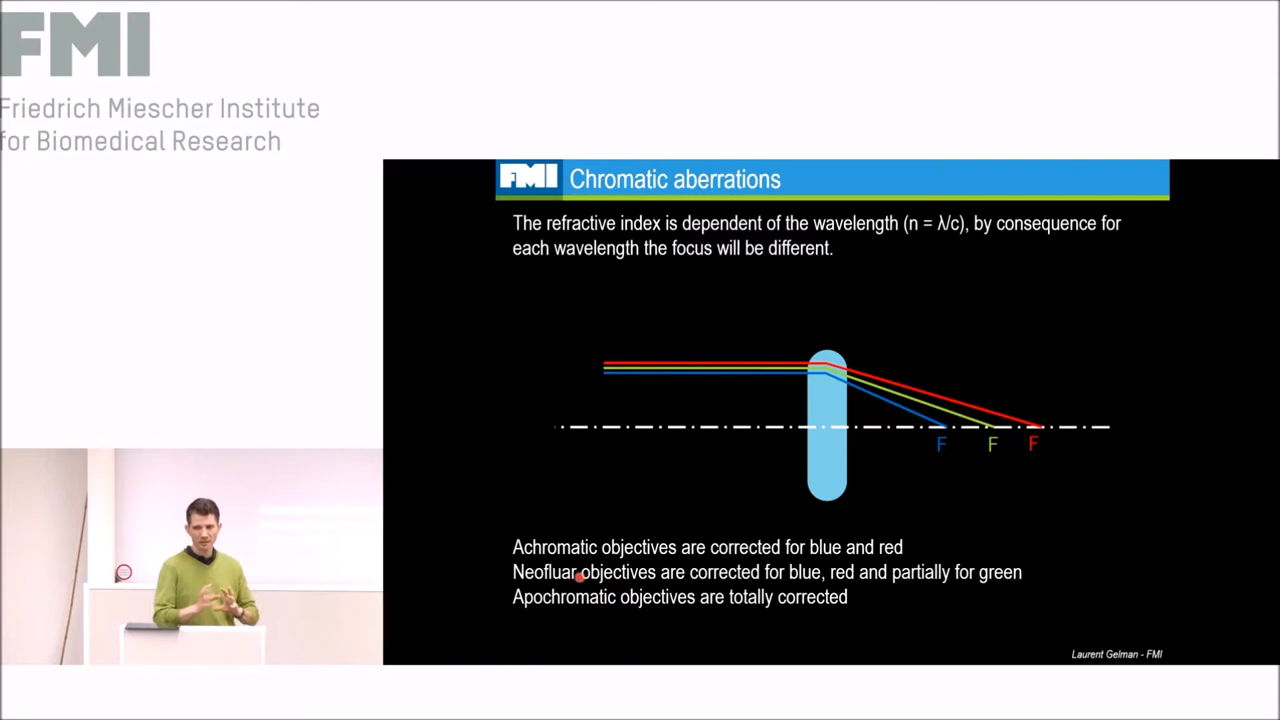 FMI
Friedrich Miescher Institute
for Biomedical Research
FMI Chromatic aberrations
The refractive index is dependent of the wavelength (n = λ/c), by consequence for
each wavelength the focus will be different.
F F F
Achromatic objectives are corrected for blue and red
Neofluar objectives are corrected for blue, red and partially for green
Apochromatic objectives are totally corrected
Laurent Gelman - FMI